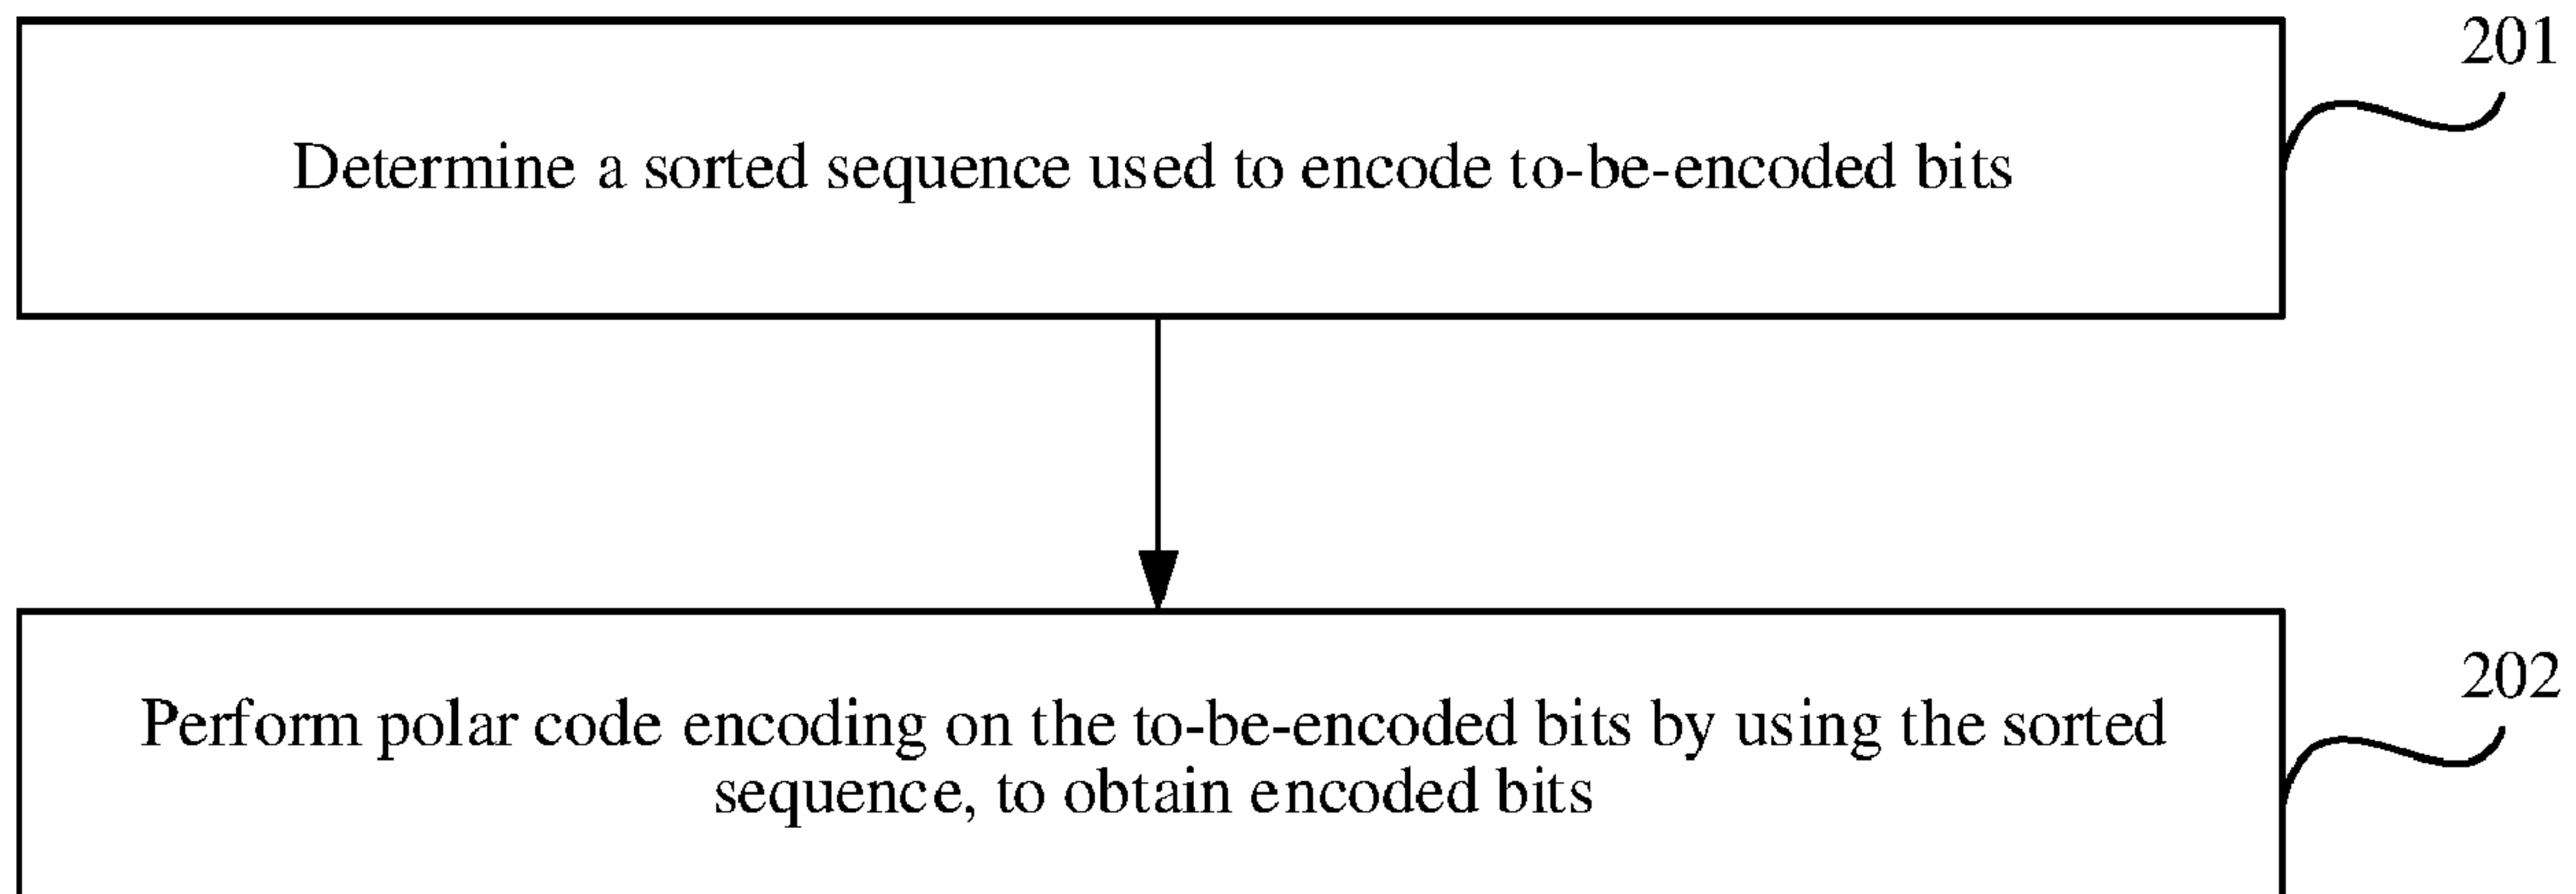 201
Determine a sorted sequence used to encode to-be-encoded bits
202
Perform polar code encoding on the to-be-encoded bits by using the sorted
sequence, to obtain encoded bits